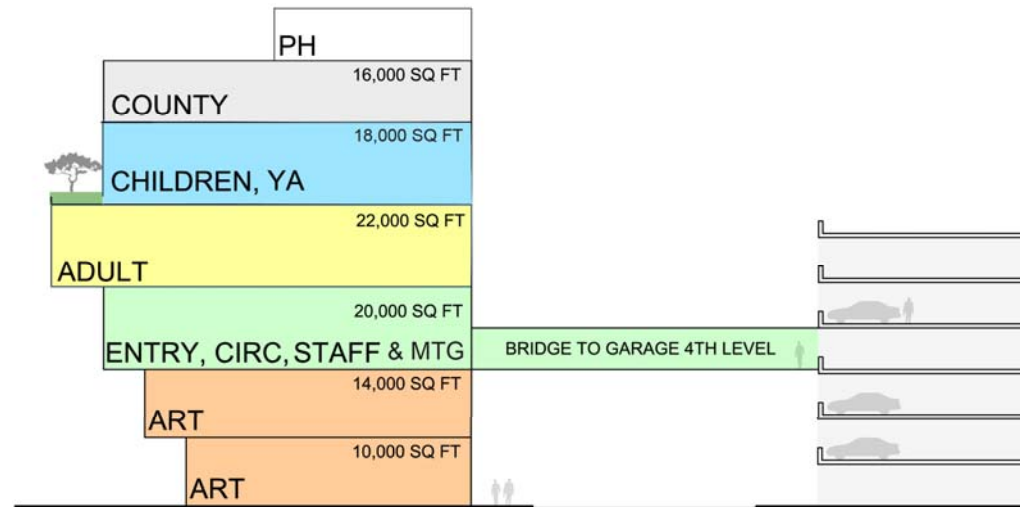 PH
16,000 SQ FT
COUNTY
18,000 SQ FT
CHILDREN, YA
22,000 SQ FT
ADULT
20,000 SQ FT
ENTRY, CIRC, STAFF & MTG
BRIDGE TO GARAGE 4TH LEVEL
14,000 SQ FT
ART
10,000 SQ FT
ART